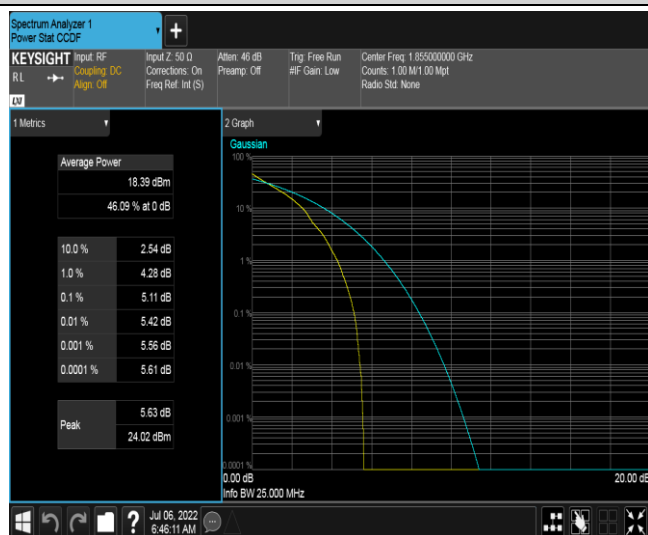 Spectrum Analyzer 1
Power Stat CCDF
+
KEYSIGHT
RL
LXI
Input: RF
Coupling: DC
Align: Off
Input Z: 50 Ω
Corrections: On
Freq Ref: Int (S)
Atten: 46 dB
Preamp: Off
Trig: Free Run
#IF Gain: Low
Center Freq: 1.855000000 GHz
Counts: 1.00 M/1.00 Mpt
Radio Std: None
1 Metrics
Average Power
18.39 dBm
46.09 % at 0 dB
10.0 % 2.54 dB
1.0 % 4.28 dB
0.1 % 5.11 dB
0.01 % 5.42 dB
0.001 % 5.56 dB
0.0001 % 5.61 dB
Peak 5.63 dB
24.02 dBm
2 Graph
Gaussian
100 %
10 %
1 %
0.1 %
0.01 %
0.001 %
0.0001 %
0.00 dB 20.00 dB
Info BW 25.000 MHz
?
Jul 06, 2022
6:46:11 AM